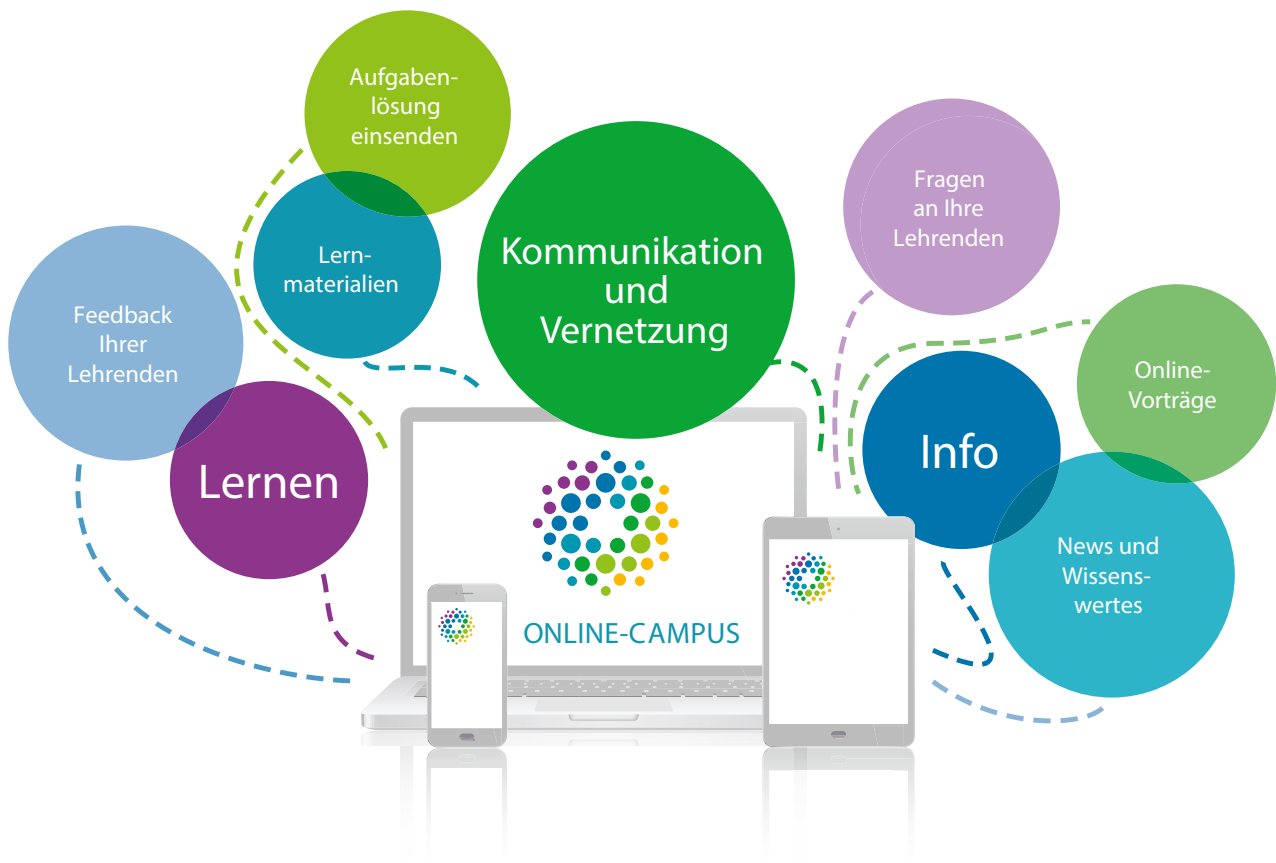 Aufgaben-
lösung
einsenden
Lern-
materialien
Feedback
Ihrer
Lehrenden
Lernen
Kommunikation
und
Vernetzung
Fragen
an Ihre
Lehrenden
Info
Online-
Vorträge
News und
Wissens-
wertes
ONLINE-CAMPUS